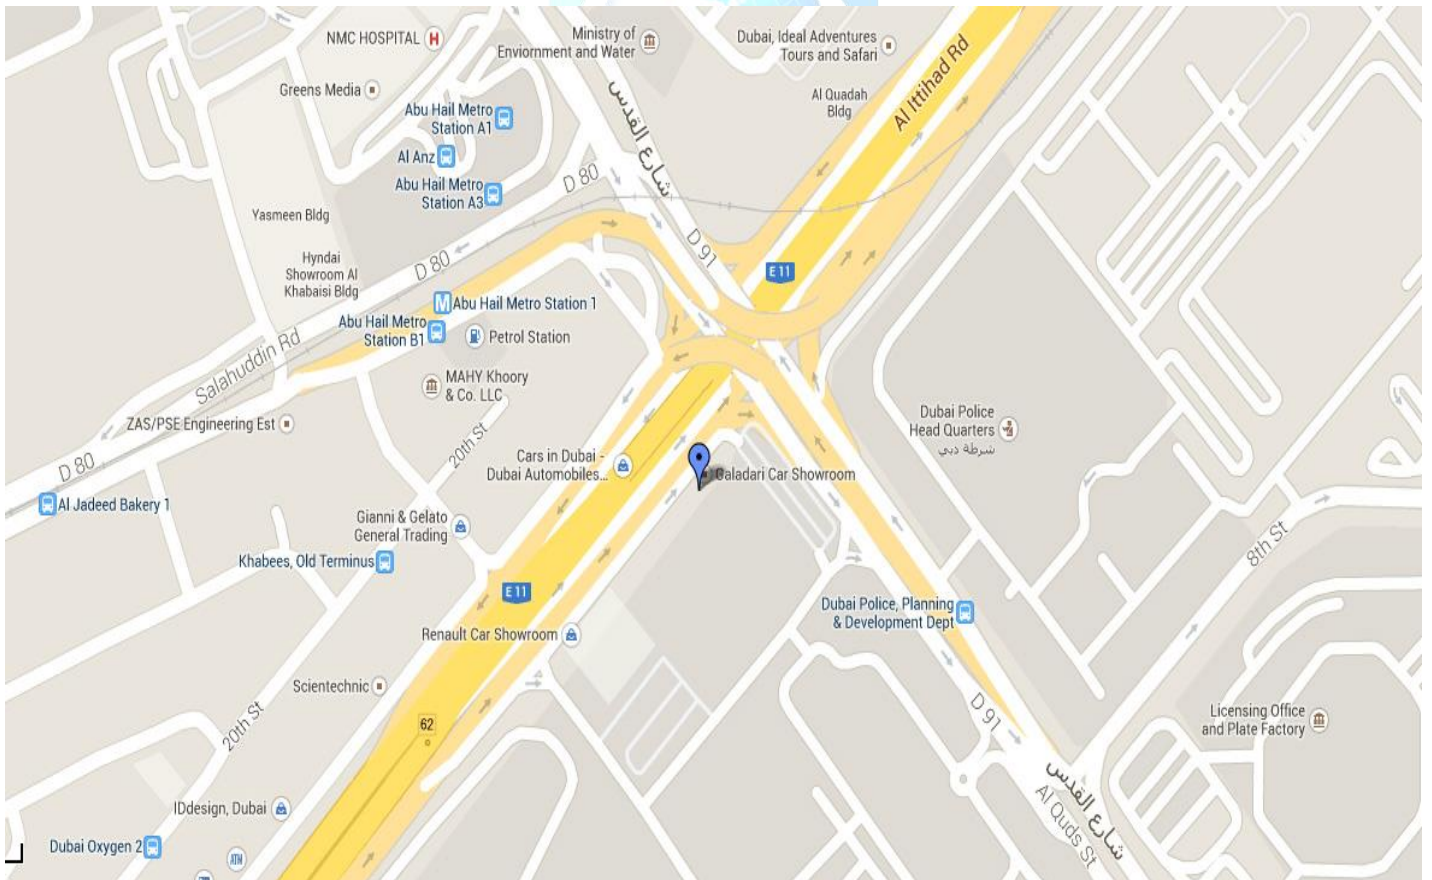 NMC HOSPITAL H
Ministry of
Enviornment and Water
Dubai, Ideal Adventures
Tours and Safari
Al Ittihad Rd
Greens Media
Al Quadah
Bldg
Abu Hail Metro
Station A1
شارع القدس
Al Anz
D 80
Abu Hail Metro
Station A3
Yasmeen Bldg
D 91
Hyndai
Showroom Al
Khabaisi Bldg
D 80
E 11
M Abu Hail Metro Station 1
Abu Hail Metro
Station B1
Petrol Station
Salahuddin Rd
MAHY Khoory
& Co. LLC
ZAS/PSE Engineering Est
20th St
Dubai Police
Head Quarters
شرطة دبي
D 80
Cars in Dubai -
Dubai Automobiles...
Galadari Car Showroom
Al Jadeed Bakery 1
Gianni & Gelato
General Trading
8th St
Khabees, Old Terminus
E 11
Dubai Police, Planning
& Development Dept
Renault Car Showroom
Scientechnic
20th St
62
D 91
Licensing Office
and Plate Factory
شارع القدس
Al Quds St
IDdesign, Dubai
Dubai Oxygen 2
ATM